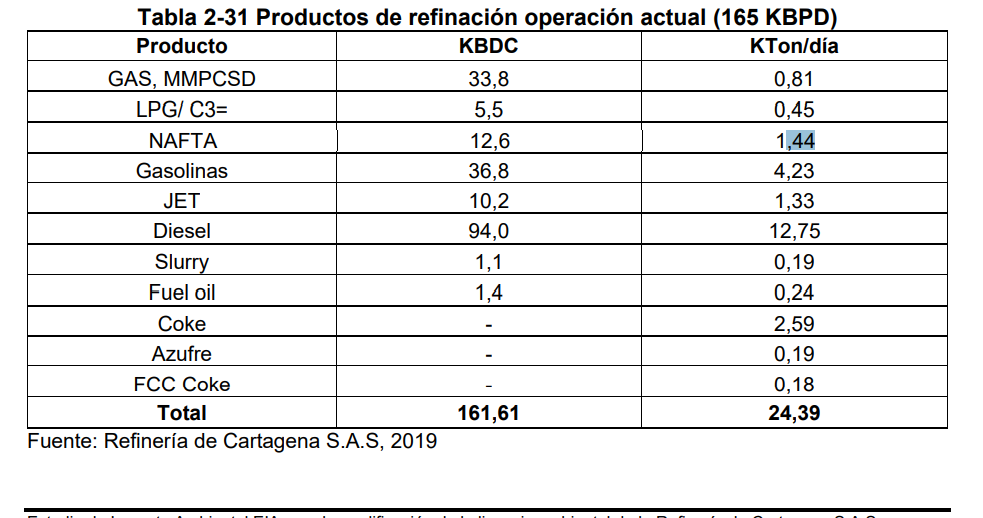 Tabla 2-31 Productos de refinación operación actual (165 KBPD)
Producto KBDC KTon/día
GAS, MMPCSD 33,8 0,81
LPG/ C3= 5,5 0,45
NAFTA 12,6 1,44
Gasolinas 36,8 4,23
JET 10,2 1,33
Diesel 94,0 12,75
Slurry 1,1 0,19
Fuel oil 1,4 0,24
Coke - 2,59
Azufre - 0,19
FCC Coke - 0,18
Total 161,61 24,39
Fuente: Refinería de Cartagena S.A.S, 2019